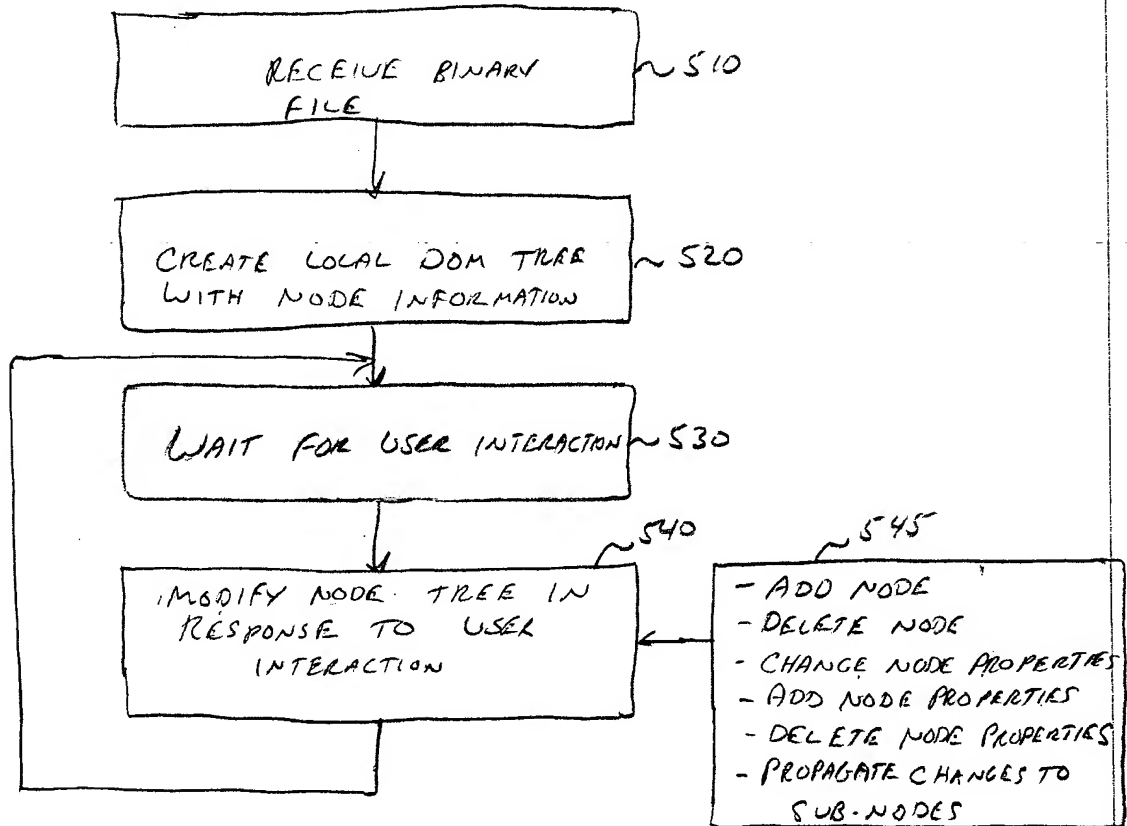 RECEIVE BINARY
FILE
~ 510
CREATE LOCAL DOM TREE
WITH NODE INFORMATION
~ 520
WAIT FOR USER INTERACTION
~ 530
~ 540
MODIFY NODE TREE IN
RESPONSE TO USER
INTERACTION
~ 545
- ADD NODE
- DELETE NODE
- CHANGE NODE PROPERTIES
- ADD NODE PROPERTIES
- DELETE NODE PROPERTIES
- PROPAGATE CHANGES TO
SUB-NODES